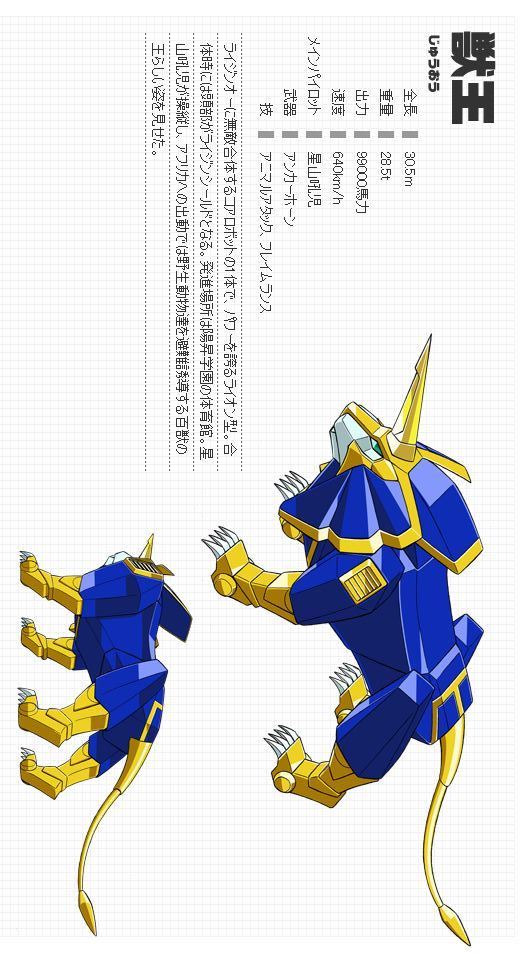 獣王
じゅうおう
全長 30.5m
重量 28.5t
出力 99000馬力
速度 640km/h
メインパイロット 星山吼児
武器 アンカーホーン
技 アニマルアタック、フレイムランス
ライジンオーに無敵合体するコアロボットの1体で、パワーを誇るライオン型。合
体時には頭部がライジンシールドとなる。発進場所は陽昇学園の体育館。星
山吼児が操縦し、アフリカへの出動では野生動物達を避難誘導する百獣の
王らしい姿を見せた。